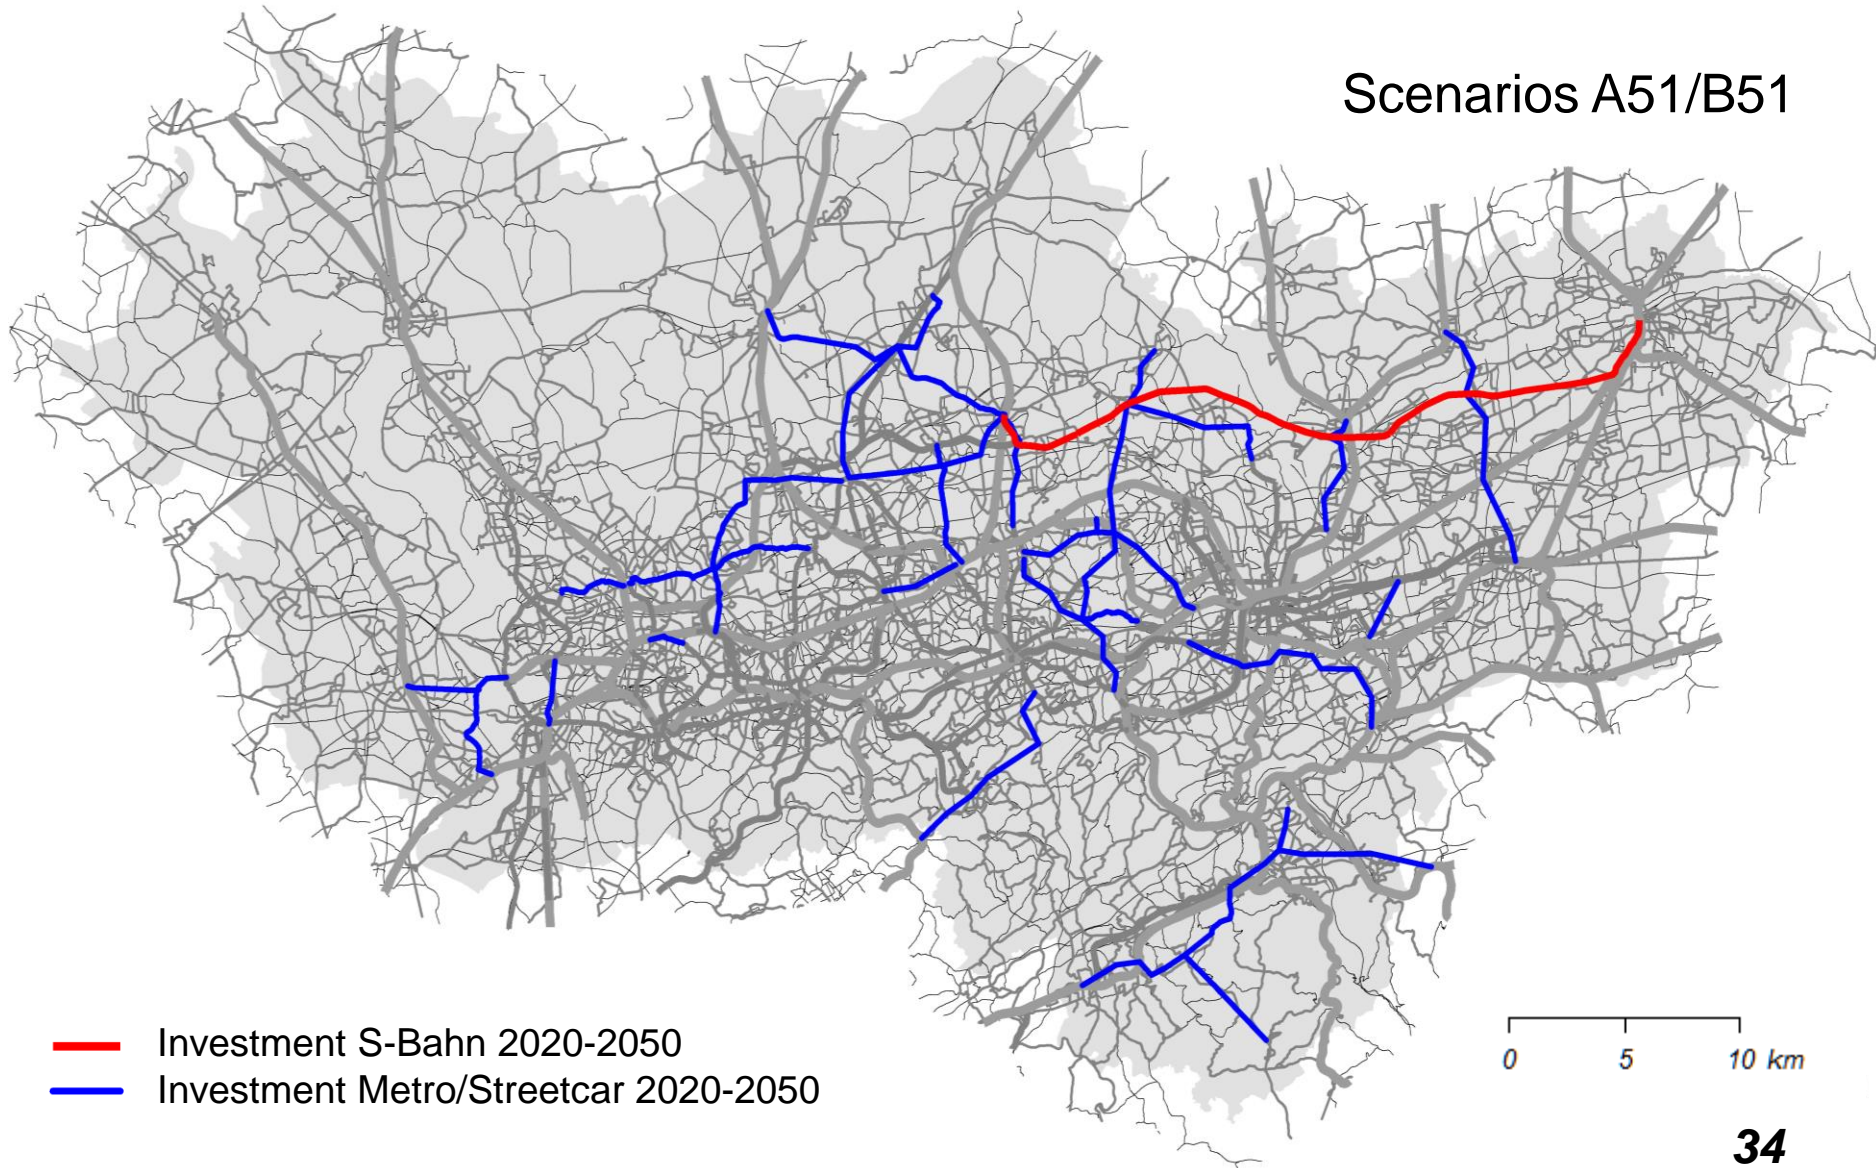 Scenarios A51/B51
Investment S-Bahn 2020-2050
Investment Metro/Streetcar 2020-2050
0 5 10 km
34